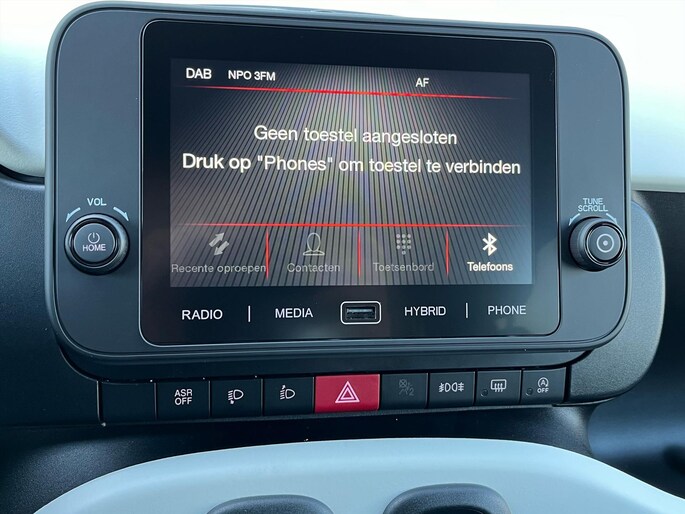 DAB NPO 3FM AF
Geen toestel aangesloten
Druk op "Phones" om toestel te verbinden
Recente oproepen Contacten Toetsenbord Telefoons
VOL
HOME
TUNE
SCROLL
RADIO MEDIA HYBRID PHONE
ASR
OFF
2
OFF